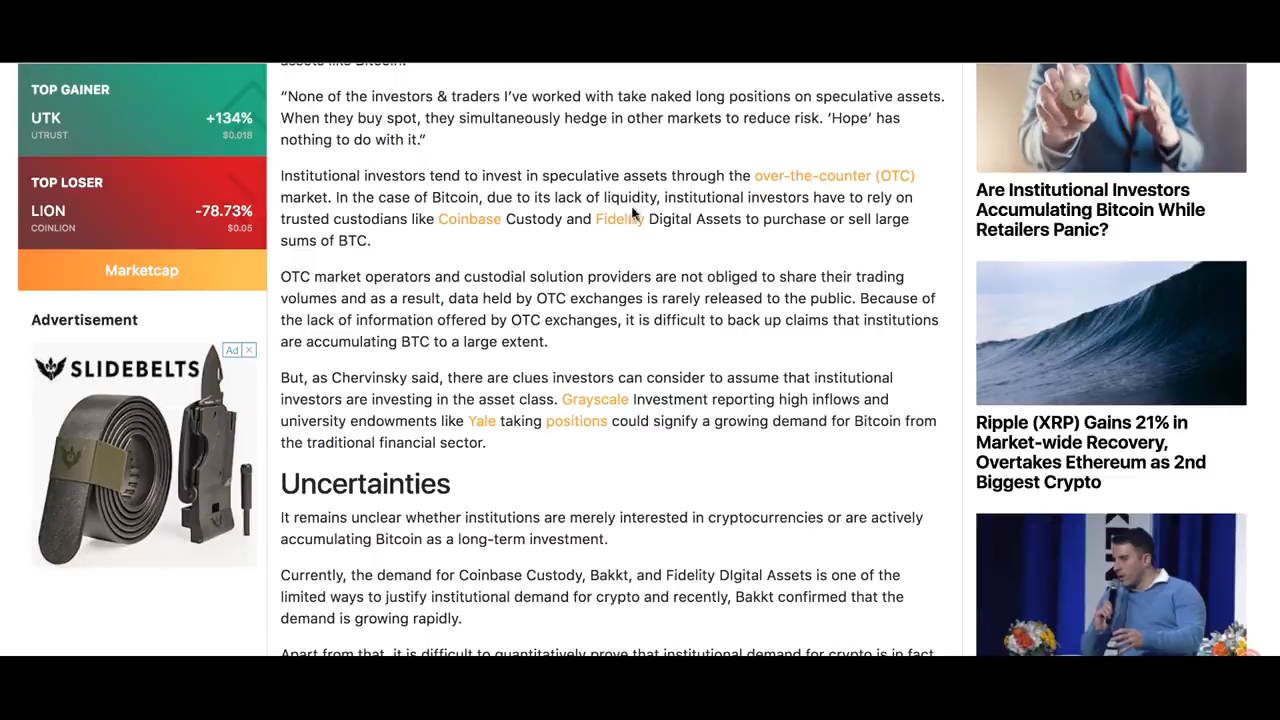 TOP GAINER
UTK +134%
UTRUST $0.018
TOP LOSER
LION -78.73%
COINLION $0.05
Marketcap
Advertisement
Ad
SLIDEBELTS
assets like Bitcoin.
“None of the investors & traders I’ve worked with take naked long positions on speculative assets.
When they buy spot, they simultaneously hedge in other markets to reduce risk. ‘Hope’ has
nothing to do with it.”
Institutional investors tend to invest in speculative assets through the over-the-counter (OTC)
market. In the case of Bitcoin, due to its lack of liquidity, institutional investors have to rely on
trusted custodians like Coinbase Custody and Fidelity Digital Assets to purchase or sell large
sums of BTC.
OTC market operators and custodial solution providers are not obliged to share their trading
volumes and as a result, data held by OTC exchanges is rarely released to the public. Because of
the lack of information offered by OTC exchanges, it is difficult to back up claims that institutions
are accumulating BTC to a large extent.
But, as Chervinsky said, there are clues investors can consider to assume that institutional
investors are investing in the asset class. Grayscale Investment reporting high inflows and
university endowments like Yale taking positions could signify a growing demand for Bitcoin from
the traditional financial sector.
Uncertainties
It remains unclear whether institutions are merely interested in cryptocurrencies or are actively
accumulating Bitcoin as a long-term investment.
Currently, the demand for Coinbase Custody, Bakkt, and Fidelity DIgital Assets is one of the
limited ways to justify institutional demand for crypto and recently, Bakkt confirmed that the
demand is growing rapidly.
Apart from that, it is difficult to quantitatively prove that institutional demand for crypto is in fact
Are Institutional Investors
Accumulating Bitcoin While
Retailers Panic?
Ripple (XRP) Gains 21% in
Market-wide Recovery,
Overtakes Ethereum as 2nd
Biggest Crypto